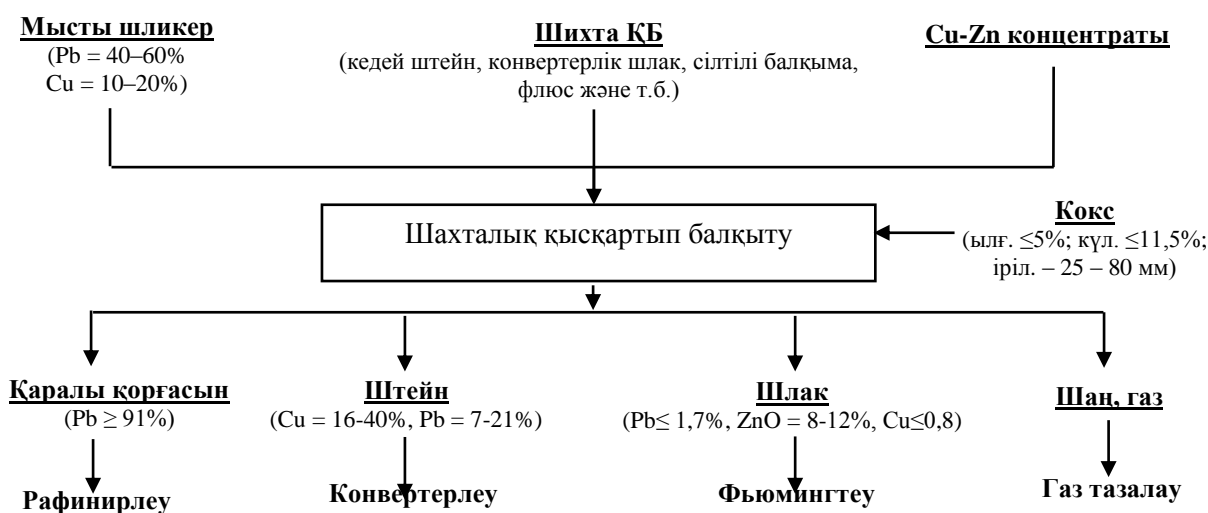 Мысты шликер
(Pb = 40–60%
Cu = 10–20%)
Шихта ҚБ
(кедей штейн, конвертерлік шлак, сілтілі балқыма,
флюс және т.б.)
Cu-Zn концентраты
Шахталық қысқартып балқыту
Кокс
(ылғ. ≤5%; күл. ≤11,5%;
іріл. – 25 – 80 мм)
Қаралы қорғасын
(Pb ≥ 91%)
Штейн
(Cu = 16-40%, Pb = 7-21%)
Шлак
(Pb≤ 1,7%, ZnO = 8-12%, Cu≤0,8)
Шаң, газ
Рафинирлеу
Конвертерлеу
Фьюмингтеу
Газ тазалау